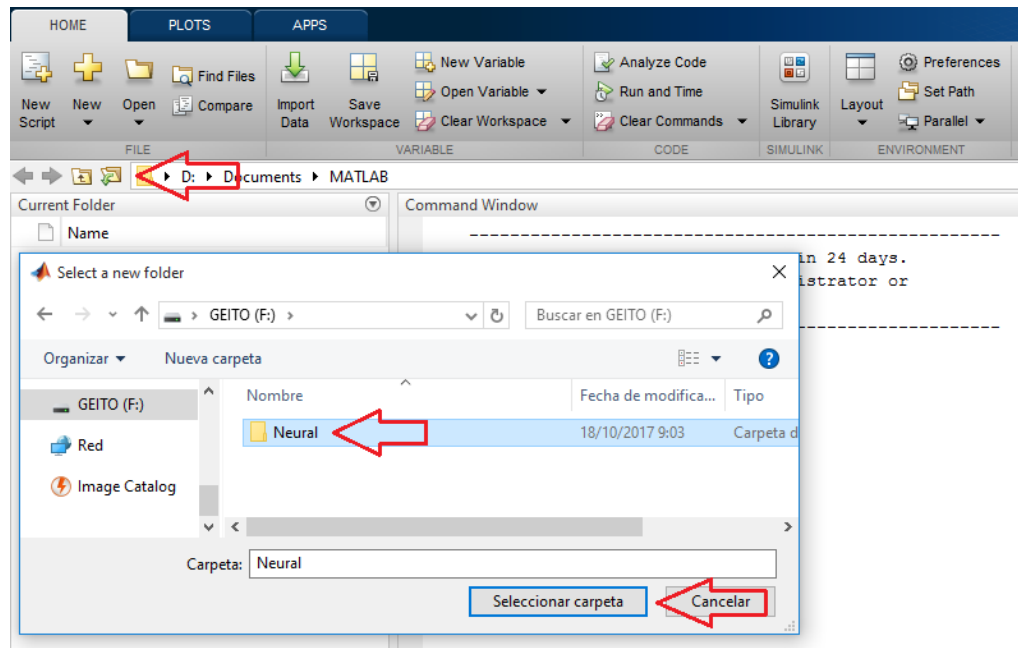 HOME PLOTS APPS
New Script
New
Open
Find Files
Compare
FILE
Import Data
Save Workspace
New Variable
Open Variable
Clear Workspace
VARIABLE
Analyze Code
Run and Time
Clear Commands
CODE
Simulink Library
SIMULINK
Layout
Preferences
Set Path
Parallel
ENVIRONMENT
D: Documents MATLAB
Current Folder
Name
Command Window
----------------------------------------------------
in 24 days.
istrator or
Select a new folder
GEITO (F:)
Buscar en GEITO (F:)
Organizar Nueva carpeta
GEITO (F:)
Red
Image Catalog
Nombre Fecha de modifica... Tipo
Neural 18/10/2017 9:03 Carpeta d
Carpeta: Neural
Seleccionar carpeta Cancelar